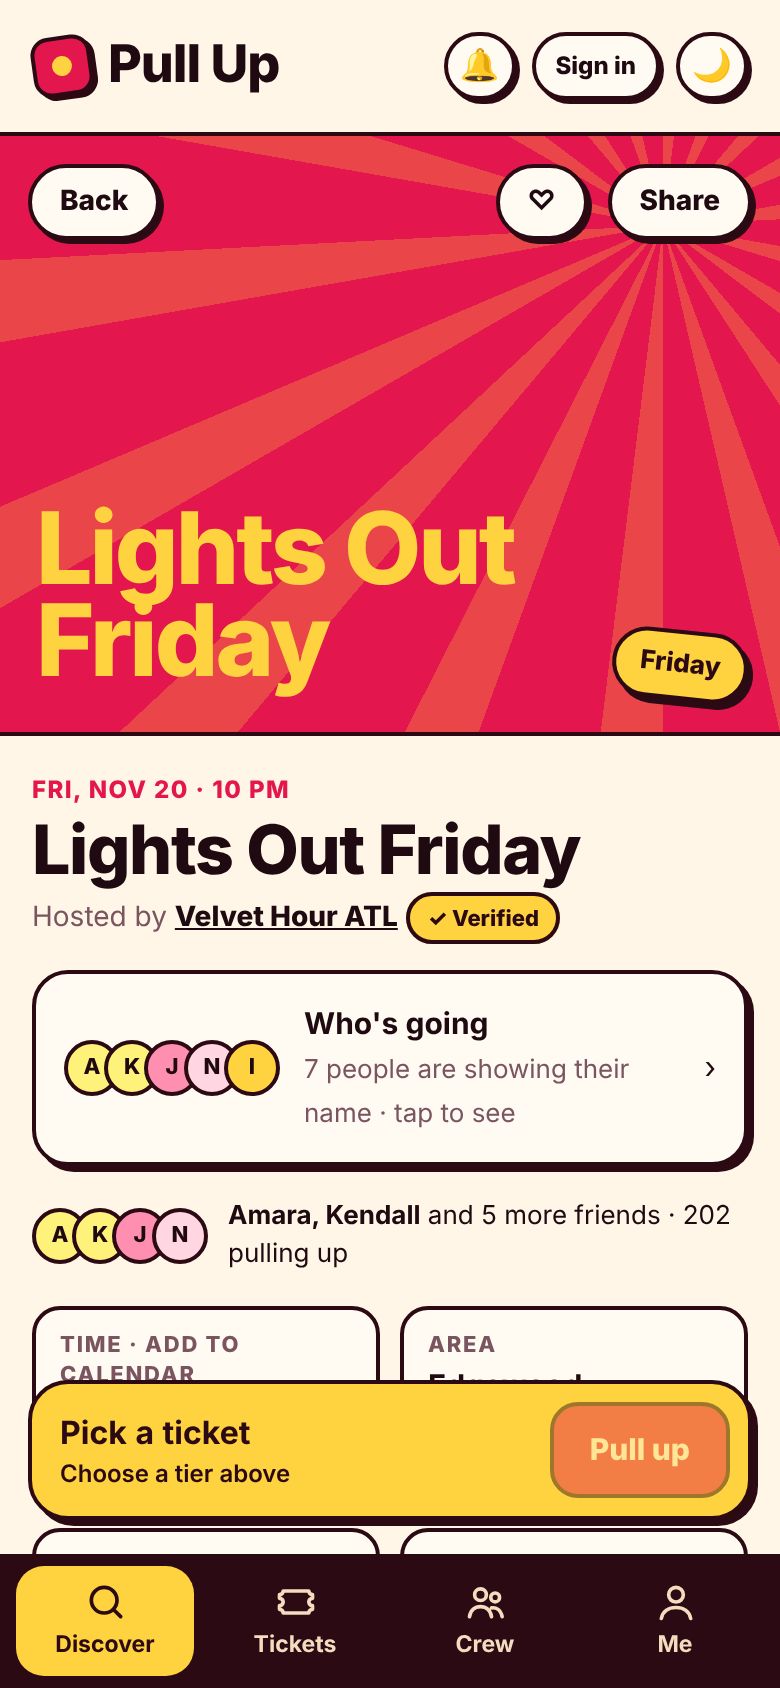 Pull Up
Sign in
Back
♡
Share
Lights Out
Friday
Friday
FRI, NOV 20 · 10 PM
Lights Out Friday
Hosted by Velvet Hour ATL ✓ Verified
Who's going
A K J N I
7 people are showing their
name · tap to see
›
A K J N
Amara, Kendall and 5 more friends · 202
pulling up
TIME · ADD TO
CALENDAR
AREA
Pick a ticket
Choose a tier above
Pull up
Discover
Tickets
Crew
Me